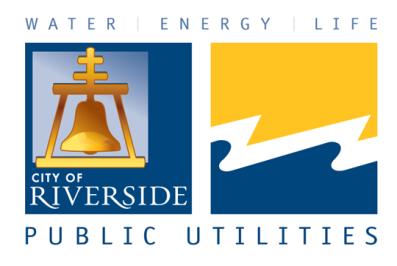 WATER | ENERGY | LIFE
CITY OF
RIVERSIDE
PUBLIC UTILITIES